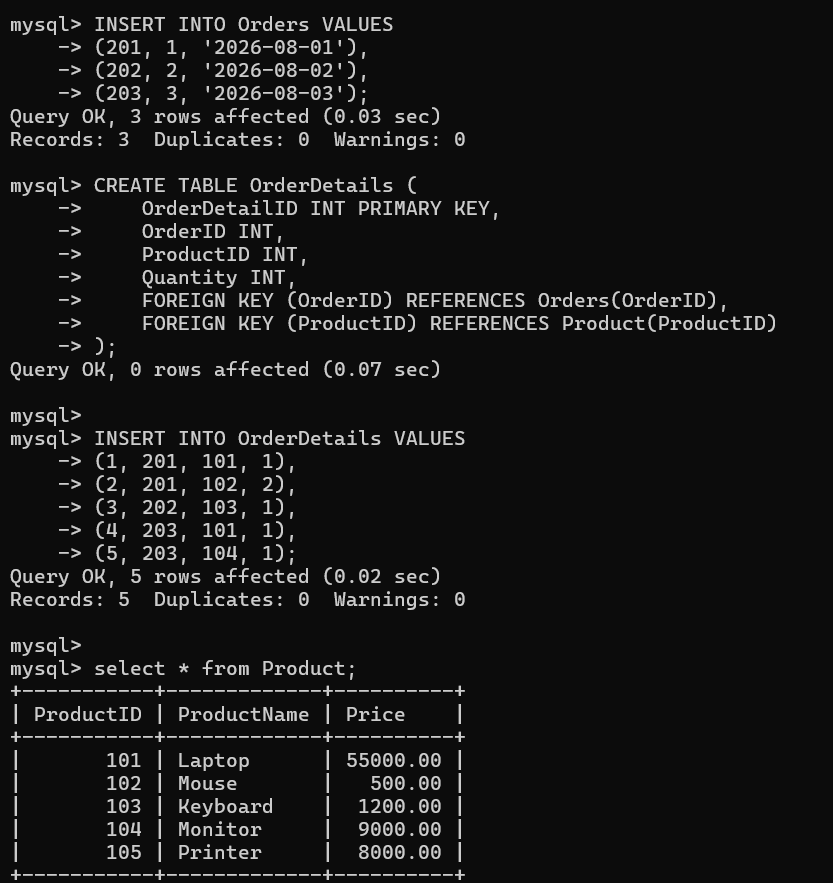 mysql> INSERT INTO Orders VALUES
    -> (201, 1, '2026-08-01'),
    -> (202, 2, '2026-08-02'),
    -> (203, 3, '2026-08-03');
Query OK, 3 rows affected (0.03 sec)
Records: 3  Duplicates: 0  Warnings: 0

mysql> CREATE TABLE OrderDetails (
    ->     OrderDetailID INT PRIMARY KEY,
    ->     OrderID INT,
    ->     ProductID INT,
    ->     Quantity INT,
    ->     FOREIGN KEY (OrderID) REFERENCES Orders(OrderID),
    ->     FOREIGN KEY (ProductID) REFERENCES Product(ProductID)
    -> );
Query OK, 0 rows affected (0.07 sec)

mysql>
mysql> INSERT INTO OrderDetails VALUES
    -> (1, 201, 101, 1),
    -> (2, 201, 102, 2),
    -> (3, 202, 103, 1),
    -> (4, 203, 101, 1),
    -> (5, 203, 104, 1);
Query OK, 5 rows affected (0.02 sec)
Records: 5  Duplicates: 0  Warnings: 0

mysql>
mysql> select * from Product;
+-----------+-------------+----------+
| ProductID | ProductName | Price    |
+-----------+-------------+----------+
|       101 | Laptop      | 55000.00 |
|       102 | Mouse       |   500.00 |
|       103 | Keyboard    |  1200.00 |
|       104 | Monitor     |  9000.00 |
|       105 | Printer     |  8000.00 |
+-----------+-------------+----------+